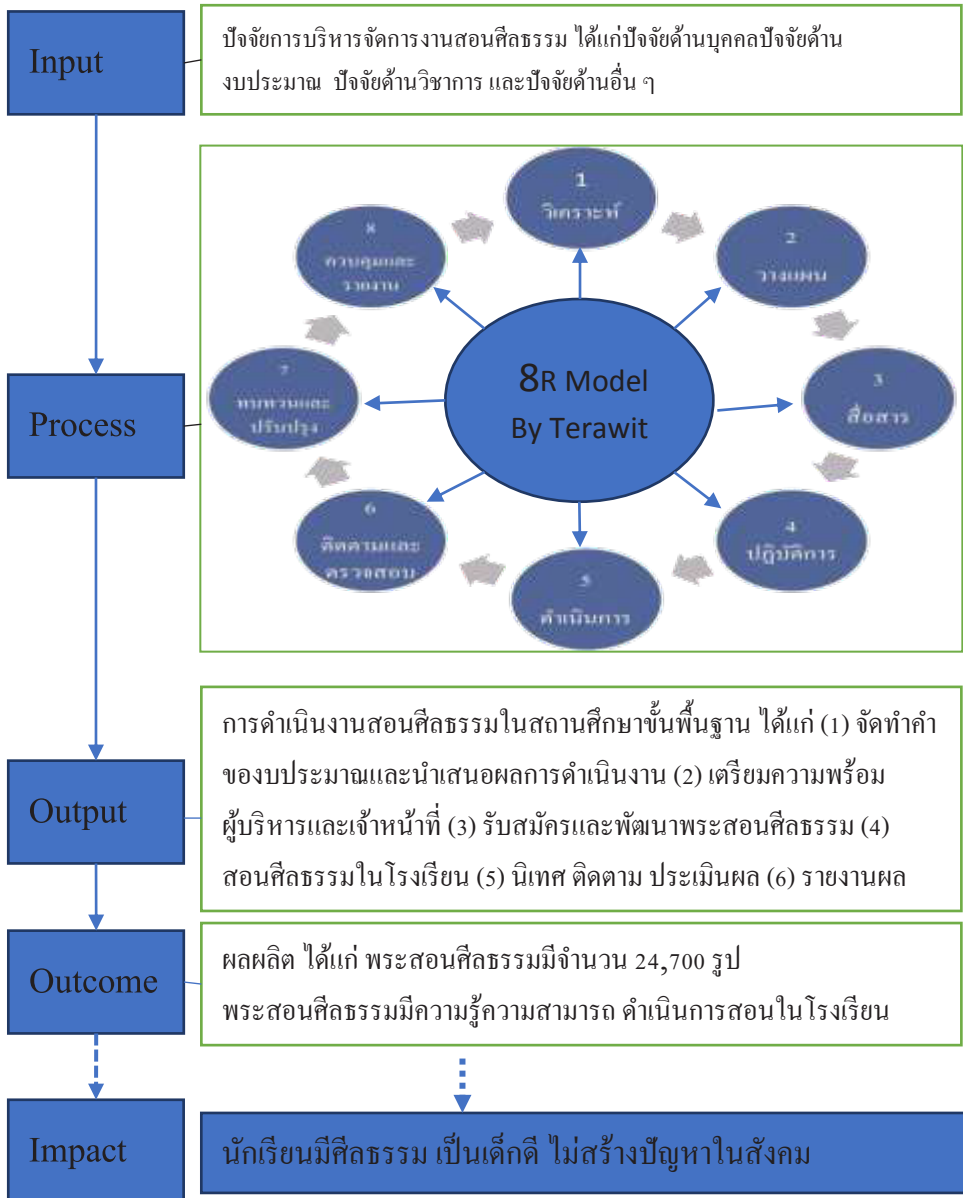 Input
ปัจจัยการบริหารจัดการงานสอนศีลธรรม ได้แก่ปัจจัยด้านบุคคลปัจจัยด้าน
งบประมาณ ปัจจัยด้านวิชาการ และปัจจัยด้านอื่น ๆ
Process
8R Model
By Terawit
1
วิเคราะห์
2
วางแผน
3
สื่อสาร
4
ปฏิบัติการ
5
ดำเนินการ
6
ติดตามและ
ตรวจสอบ
7
ทบทวนและ
ปรับปรุง
8
ควบคุมและ
รายงาน
Output
การดำเนินงานสอนศีลธรรมในสถานศึกษาขั้นพื้นฐาน ได้แก่ (1) จัดทำคำ
ของบประมาณและนำเสนอผลการดำเนินงาน (2) เตรียมความพร้อม
ผู้บริหารและเจ้าหน้าที่ (3) รับสมัครและพัฒนาพระสอนศีลธรรม (4)
สอนศีลธรรมในโรงเรียน (5) นิเทศ ติดตาม ประเมินผล (6) รายงานผล
Outcome
ผลผลิต ได้แก่ พระสอนศีลธรรมมีจำนวน 24,700 รูป
พระสอนศีลธรรมมีความรู้ความสามารถ ดำเนินการสอนในโรงเรียน
Impact
นักเรียนมีศีลธรรม เป็นเด็กดี ไม่สร้างปัญหาในสังคม